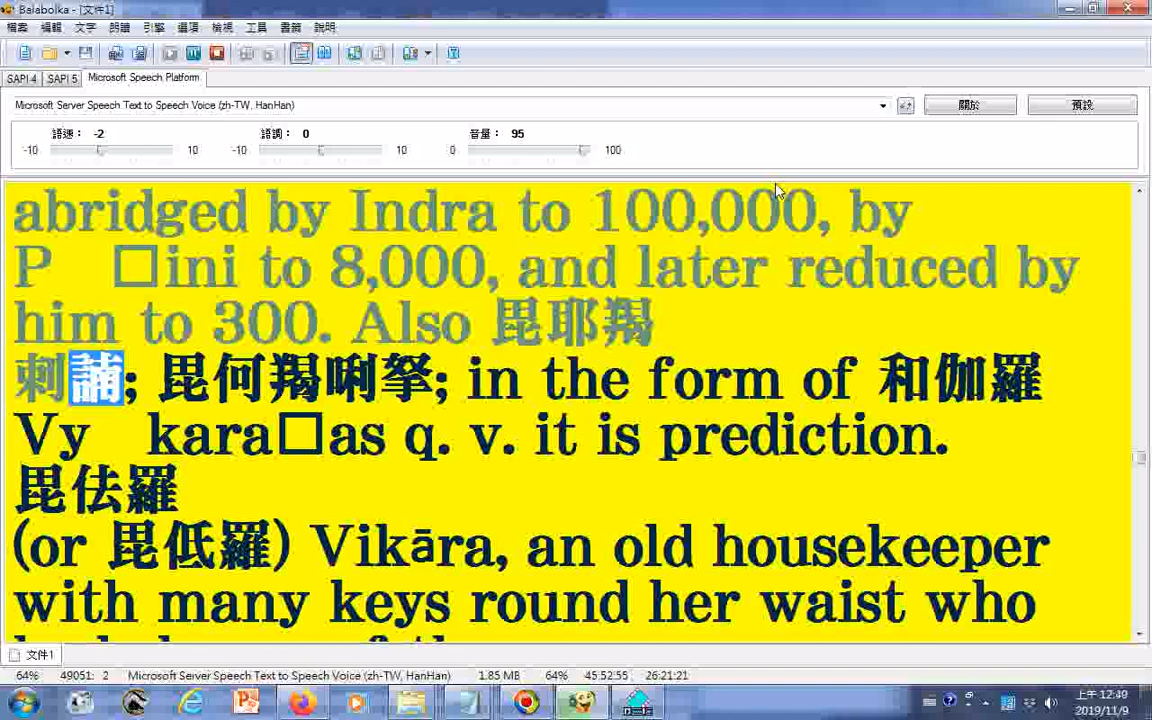 Balabolka - [文件1]
檔案 編輯 文字 朗讀 引擎 選項 檢視 工具 書籤 說明
SAPI 4 SAPI 5 Microsoft Speech Platform
Microsoft Server Speech Text to Speech Voice (zh-TW, HanHan) 關於 預設
語速： -2 語調： 0 音量： 95
-10 10 -10 10 0 100
abridged by Indra to 100,000, by
P □ini to 8,000, and later reduced by
him to 300. Also 毘耶羯
刺諵; 毘何羯唎拏; in the form of 和伽羅
Vy kara□as q. v. it is prediction.
毘佉羅
(or 毘低羅) Vikāra, an old housekeeper
with many keys round her waist who
文件1
64% 49051: 2 Microsoft Server Speech Text to Speech Voice (zh-TW, HanHan) 1.85 MB 64% 45:52:55 26:21:21
上午 12:49
2019/11/9